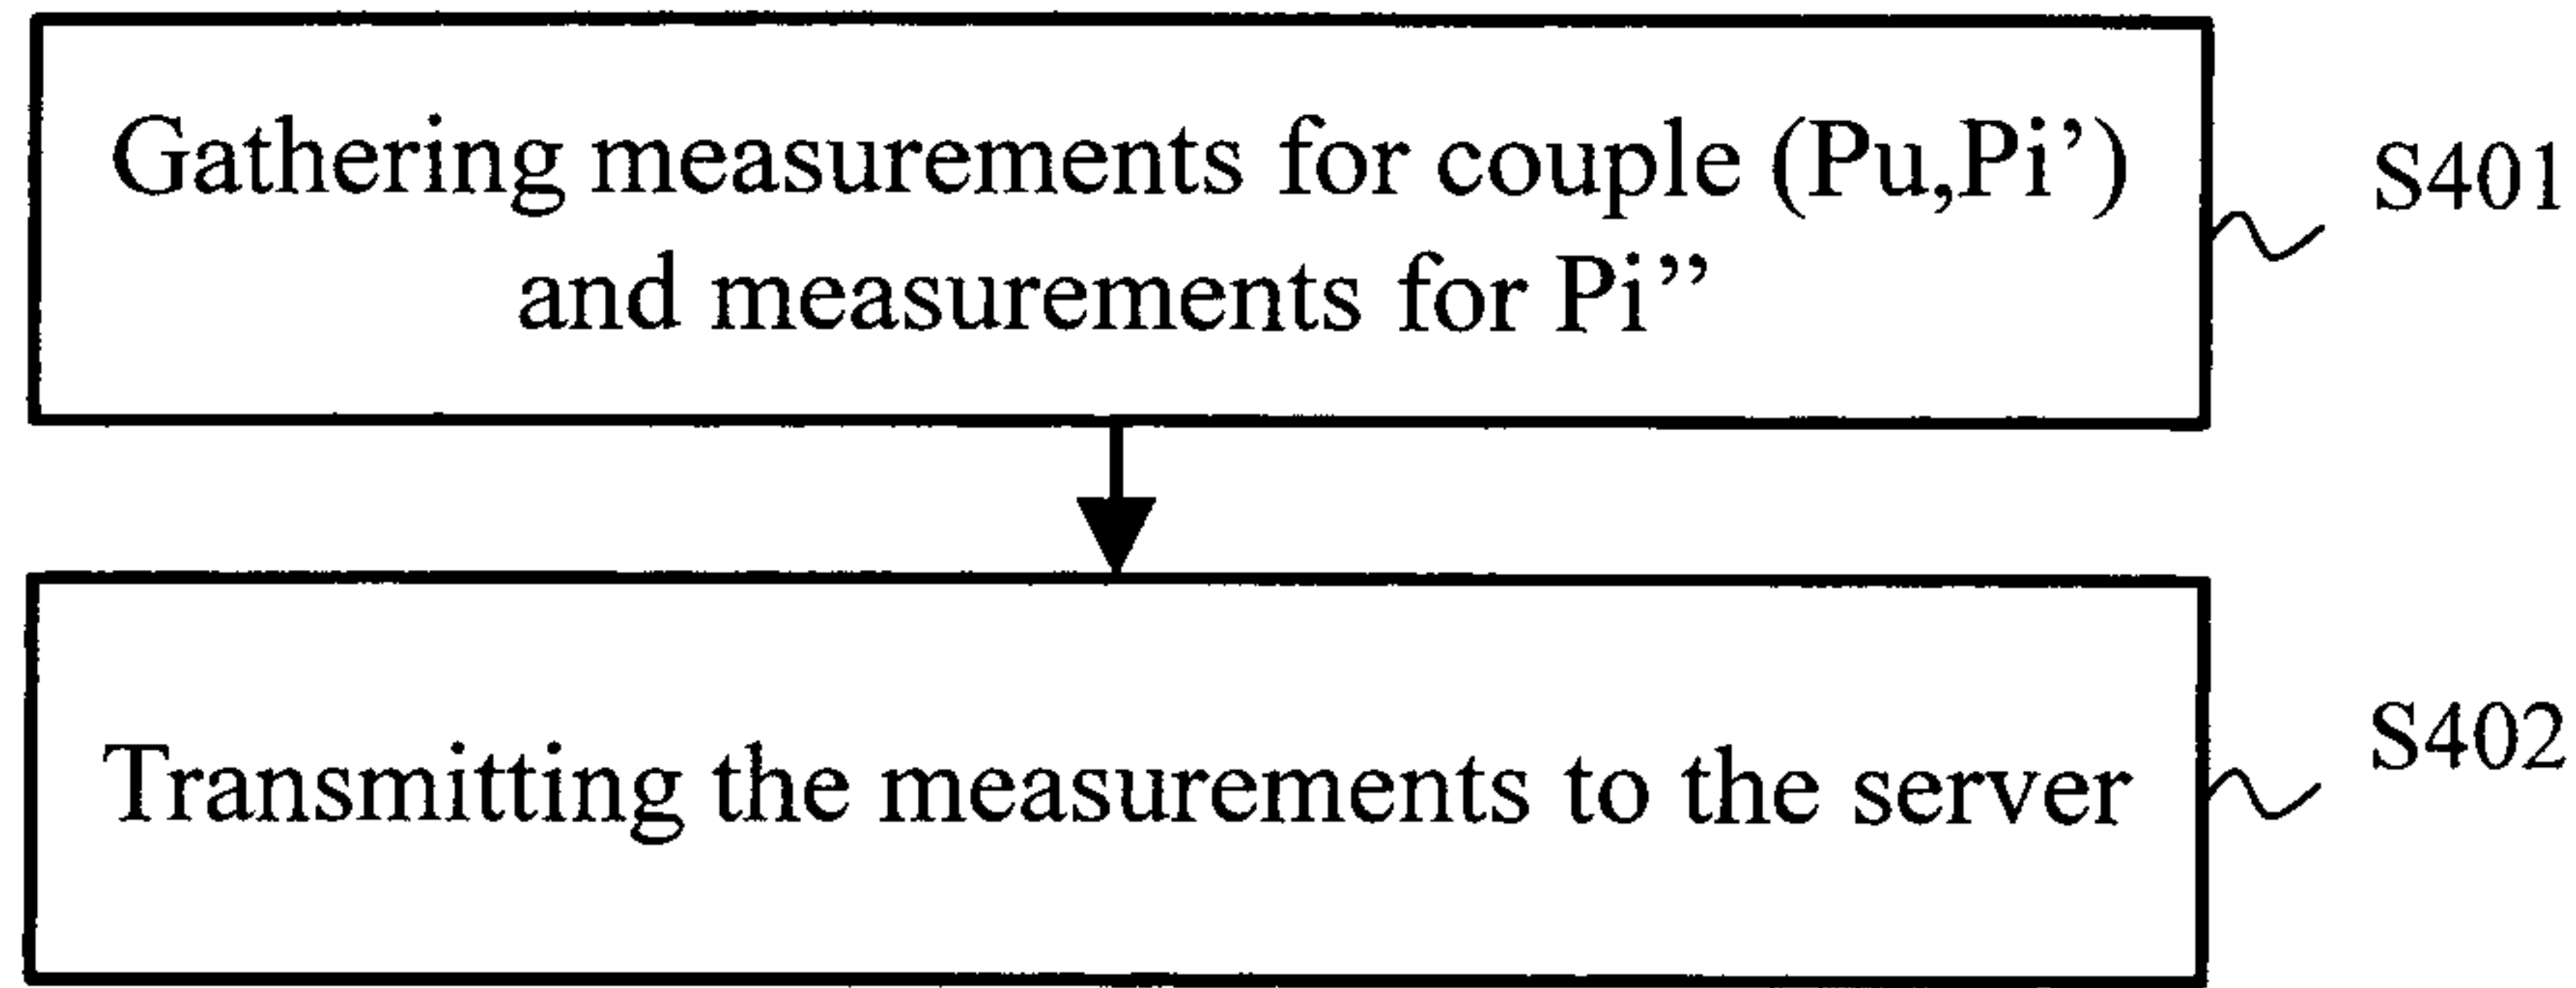 Gathering measurements for couple (Pu,Pi’)
and measurements for Pi’’
S401
Transmitting the measurements to the server
S402